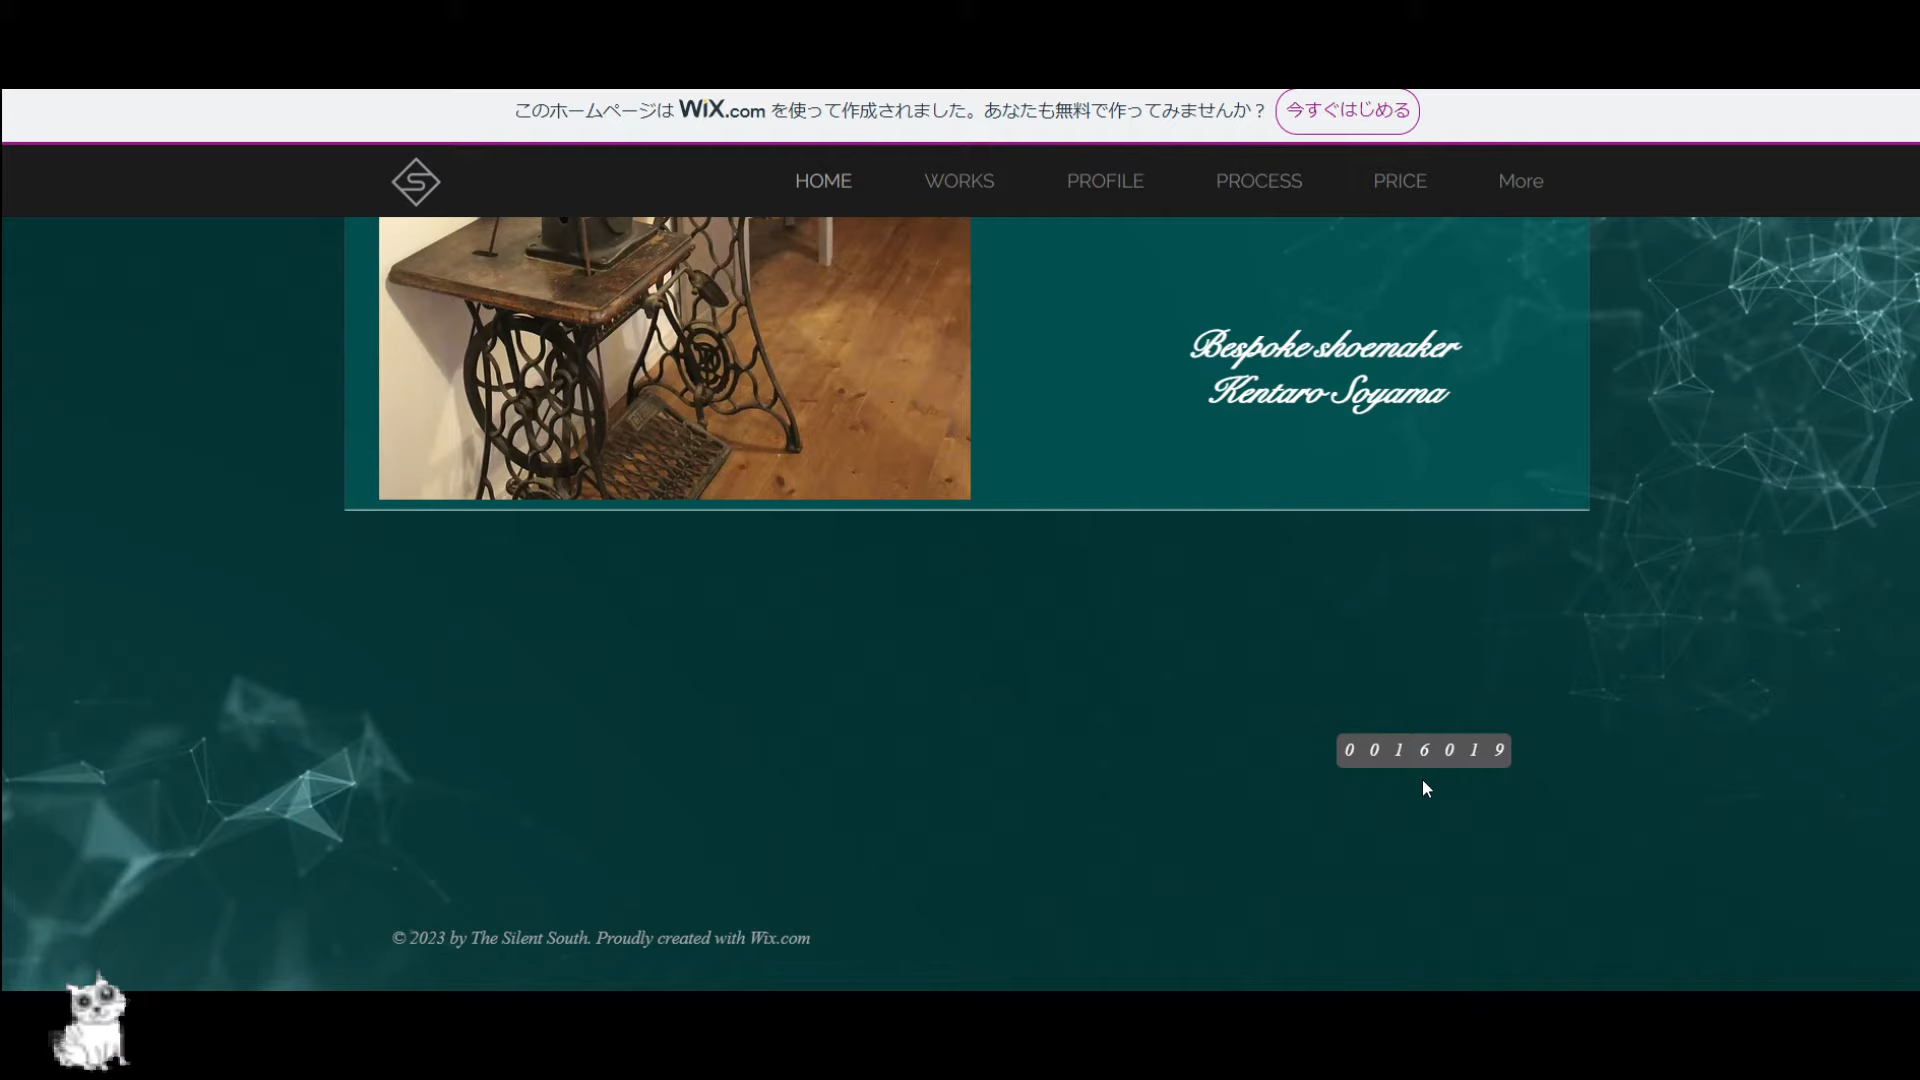 このホームページは WiX.com を使って作成されました。あなたも無料で作ってみませんか？ 今すぐはじめる
S HOME WORKS PROFILE PROCESS PRICE More
Bespoke shoemaker
Kentaro Soyama
0 0 1 6 0 1 9
© 2023 by The Silent South. Proudly created with Wix.com